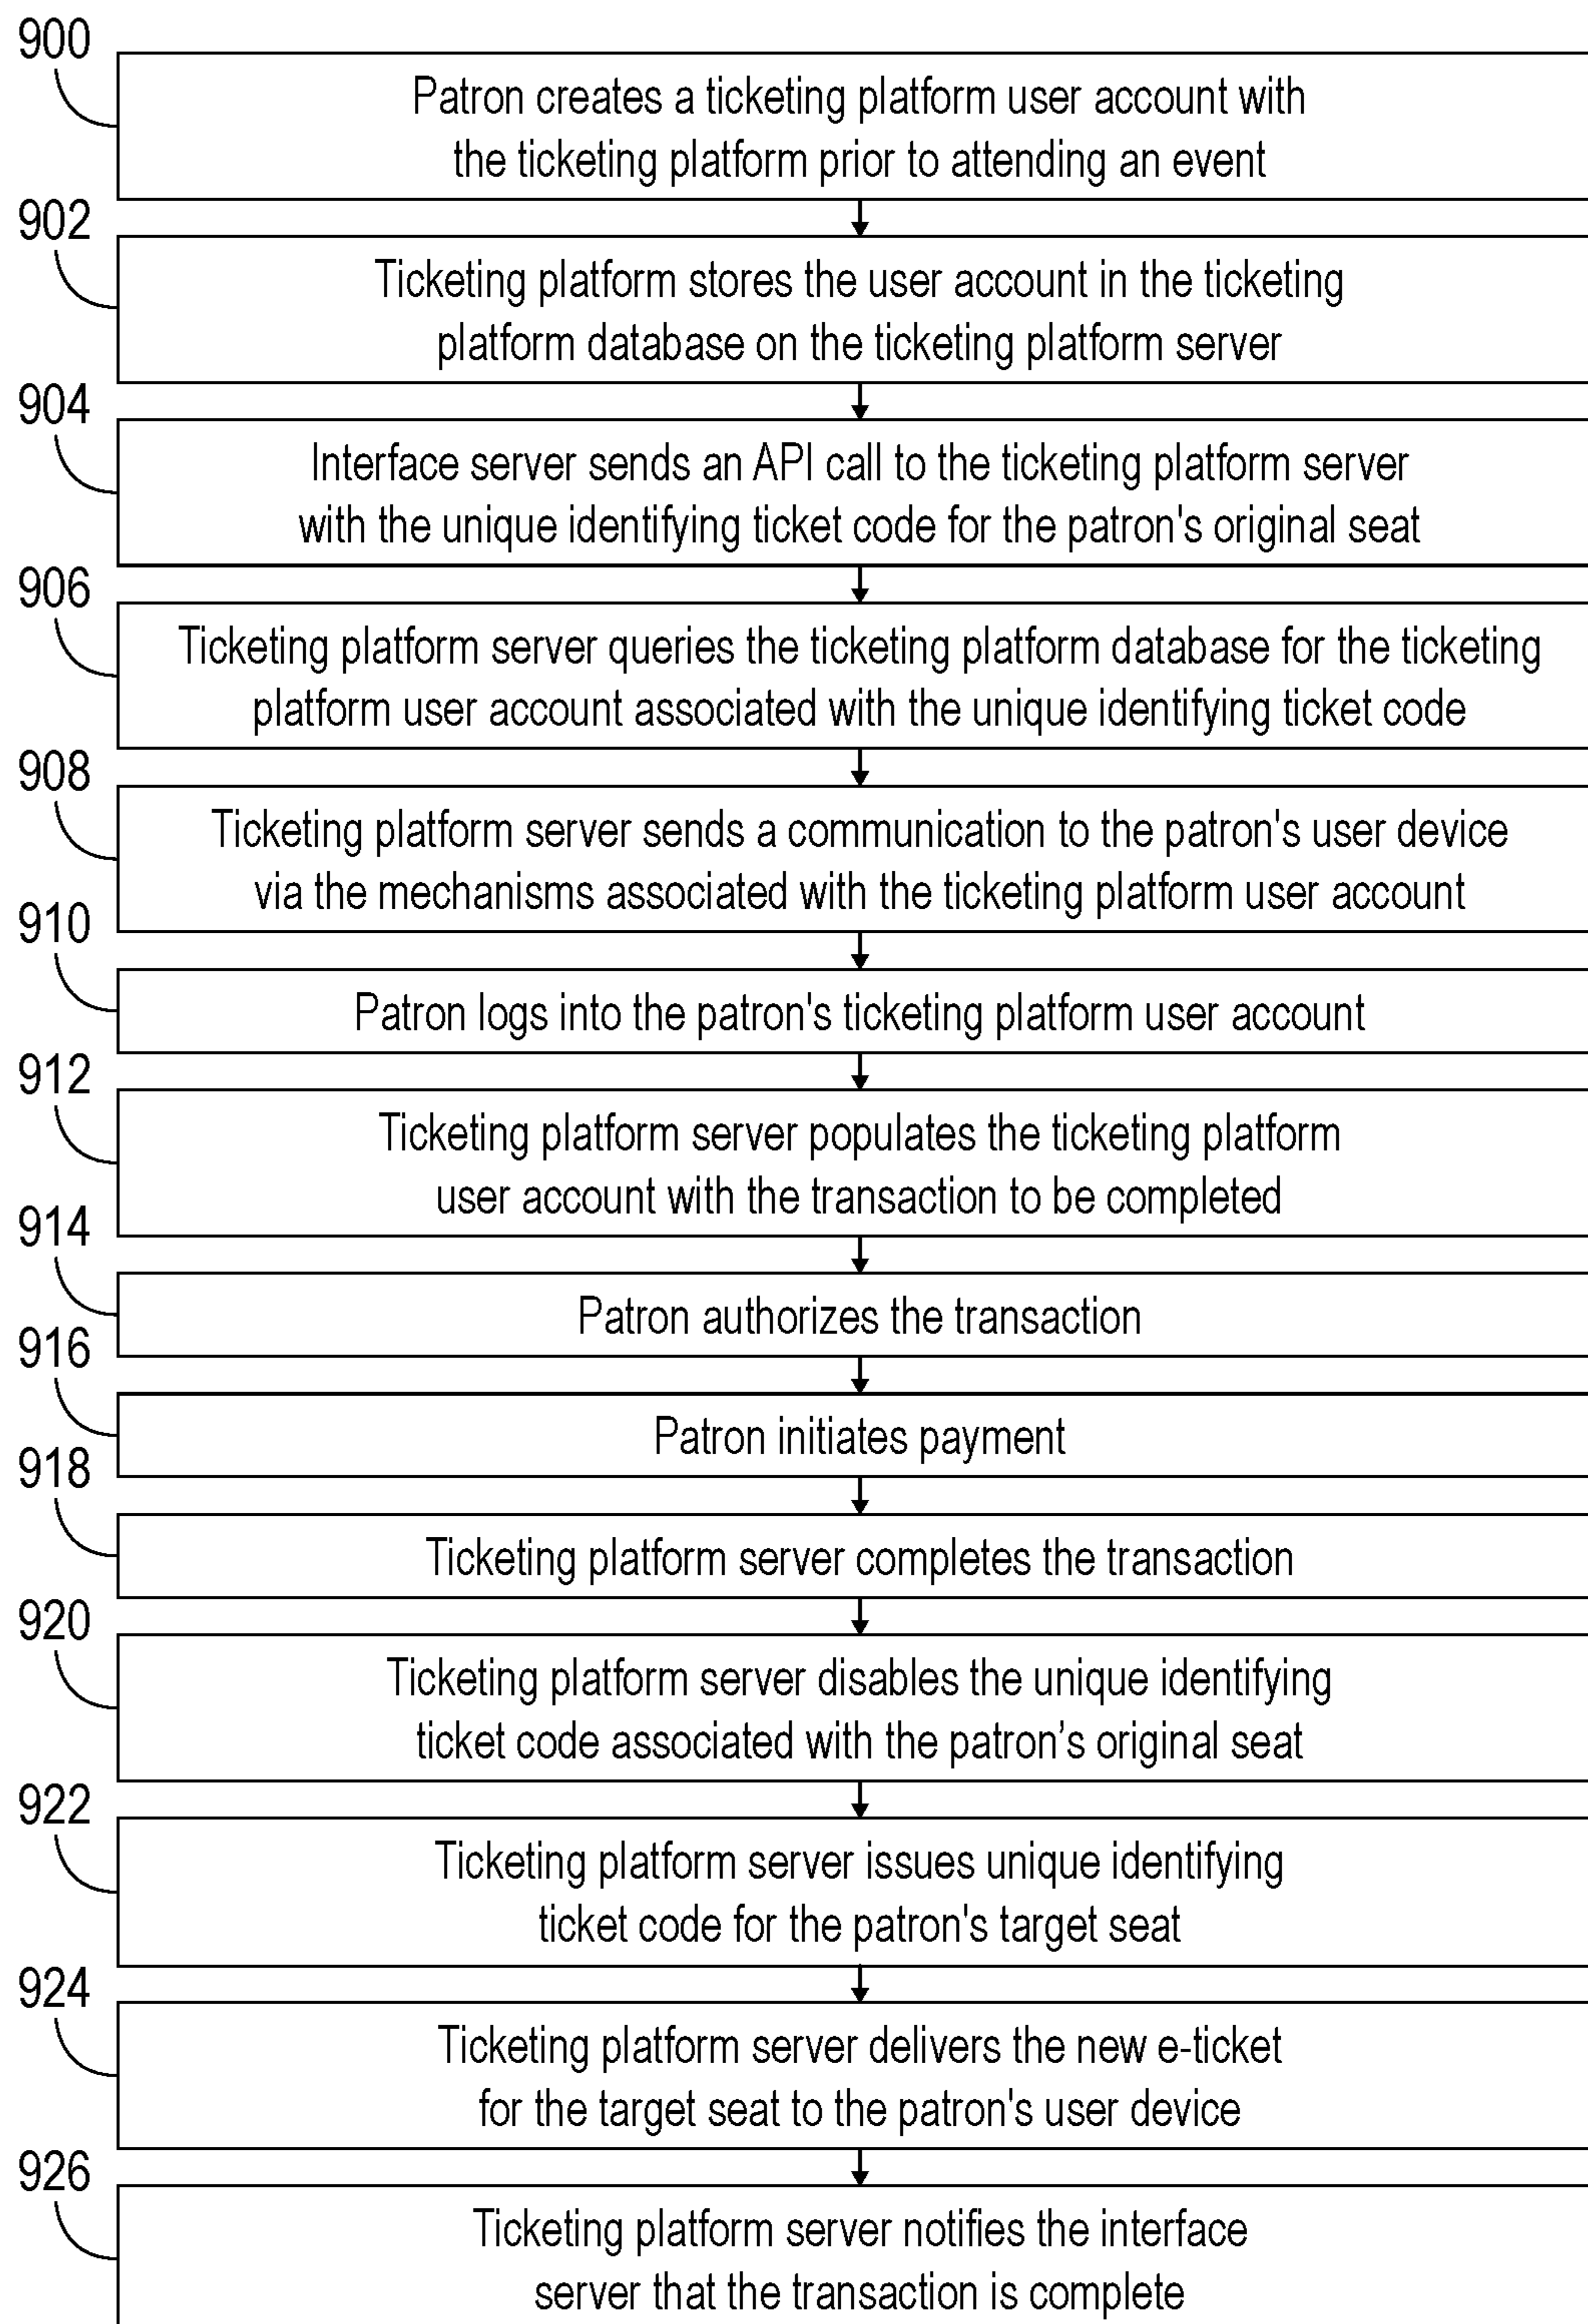 900
Patron creates a ticketing platform user account with
the ticketing platform prior to attending an event
902
Ticketing platform stores the user account in the ticketing
platform database on the ticketing platform server
904
Interface server sends an API call to the ticketing platform server
with the unique identifying ticket code for the patron's original seat
906
Ticketing platform server queries the ticketing platform database for the ticketing
platform user account associated with the unique identifying ticket code
908
Ticketing platform server sends a communication to the patron's user device
via the mechanisms associated with the ticketing platform user account
910
Patron logs into the patron's ticketing platform user account
912
Ticketing platform server populates the ticketing platform
user account with the transaction to be completed
914
Patron authorizes the transaction
916
Patron initiates payment
918
Ticketing platform server completes the transaction
920
Ticketing platform server disables the unique identifying
ticket code associated with the patron’s original seat
922
Ticketing platform server issues unique identifying
ticket code for the patron's target seat
924
Ticketing platform server delivers the new e-ticket
for the target seat to the patron's user device
926
Ticketing platform server notifies the interface
server that the transaction is complete